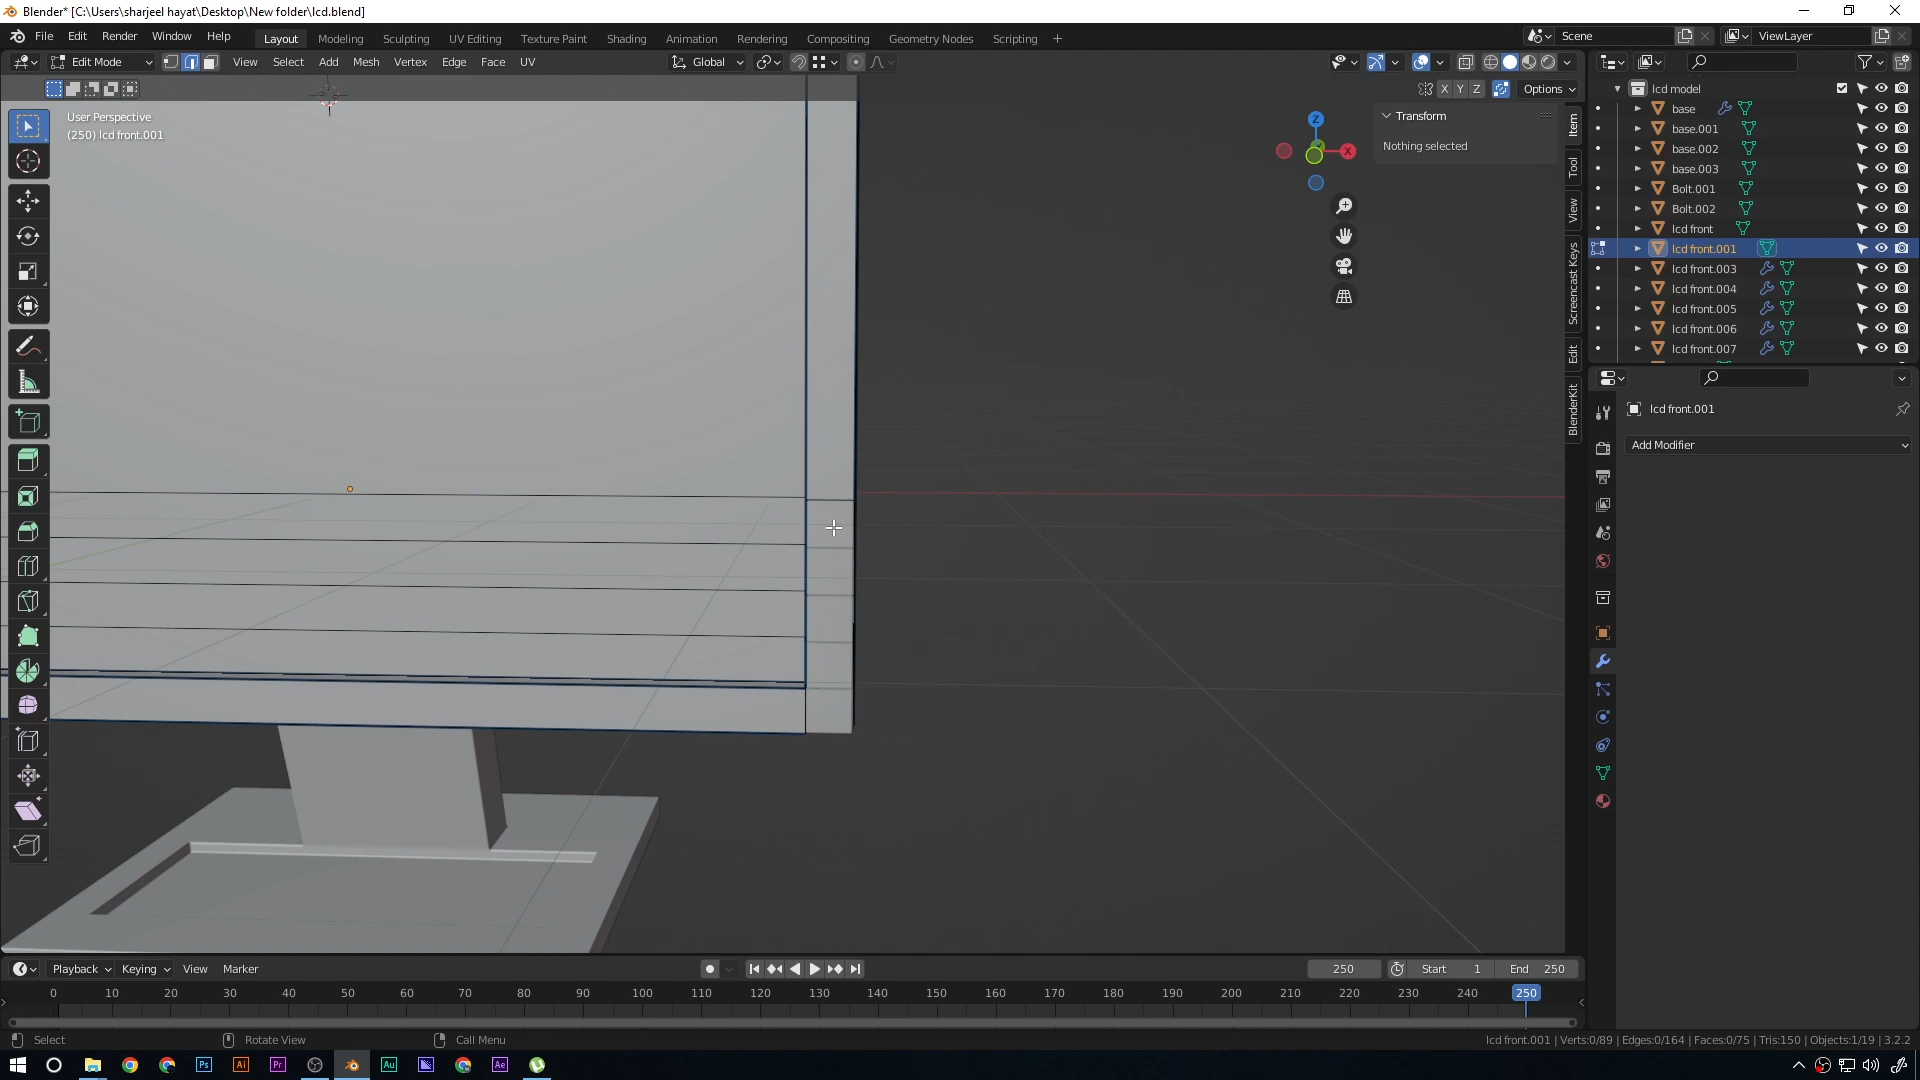 Blender* [C:\Users\sharjeel hayat\Desktop\New folder\lcd.blend]
File Edit Render Window Help Layout Modeling Sculpting UV Editing Texture Paint Shading Animation Rendering Compositing Geometry Nodes Scripting + Scene ViewLayer
Edit Mode View Select Add Mesh Vertex Edge Face UV Global
X Y Z Options
User Perspective
(250) lcd front.001
Z
X
Transform
Nothing selected
Item
Tool
View
Screencast Keys
Edit
BlenderKit
lcd model
base
base.001
base.002
base.003
Bolt.001
Bolt.002
lcd front
lcd front.001
lcd front.003
lcd front.004
lcd front.005
lcd front.006
lcd front.007
lcd front.001
Add Modifier
Playback Keying View Marker 250 Start 1 End 250
0 10 20 30 40 50 60 70 80 90 100 110 120 130 140 150 160 170 180 190 200 210 220 230 240 250
Select Rotate View Call Menu lcd front.001 | Verts:0/89 | Edges:0/164 | Faces:0/75 | Tris:150 | Objects:1/19 | 3.2.2
Ps Ai Pr Au Ae